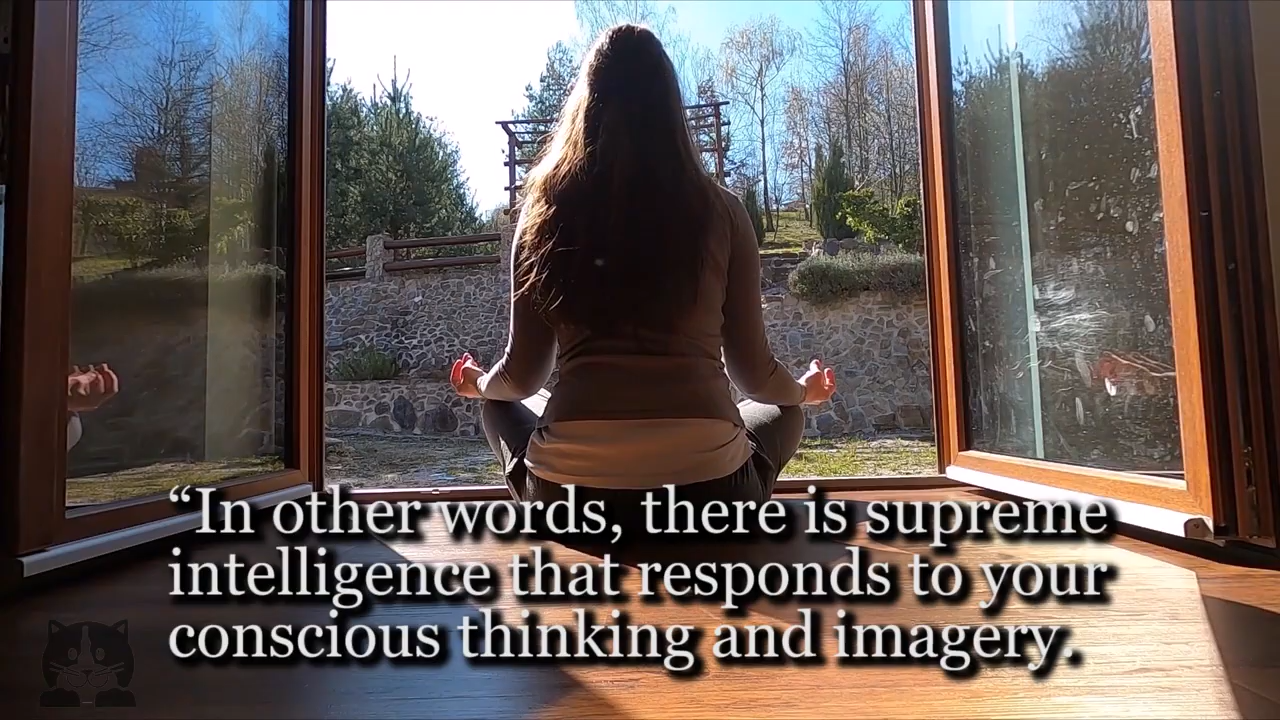 “In other words, there is supreme
intelligence that responds to your
conscious thinking and imagery.